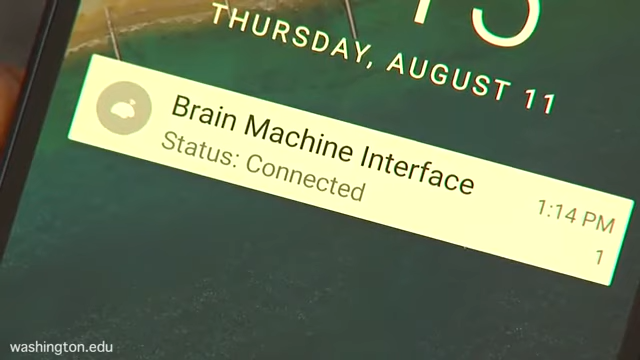 THURSDAY, AUGUST 11
Brain Machine Interface
Status: Connected
1:14 PM
1
washington.edu